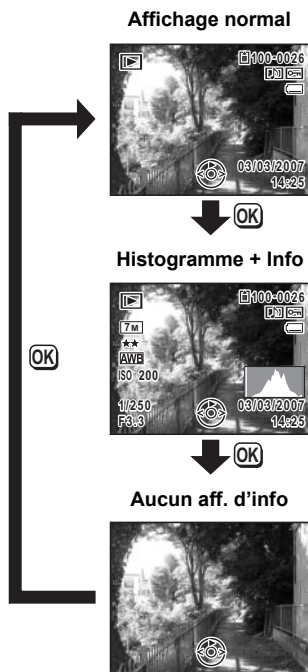 Affichage normal
100-0026
03/03/2007
14:25
OK
Histogramme + Info
100-0026
7M
AWB
ISO 200
1/250
F3.3
03/03/2007
14:25
OK
OK
Aucun aff. d'info